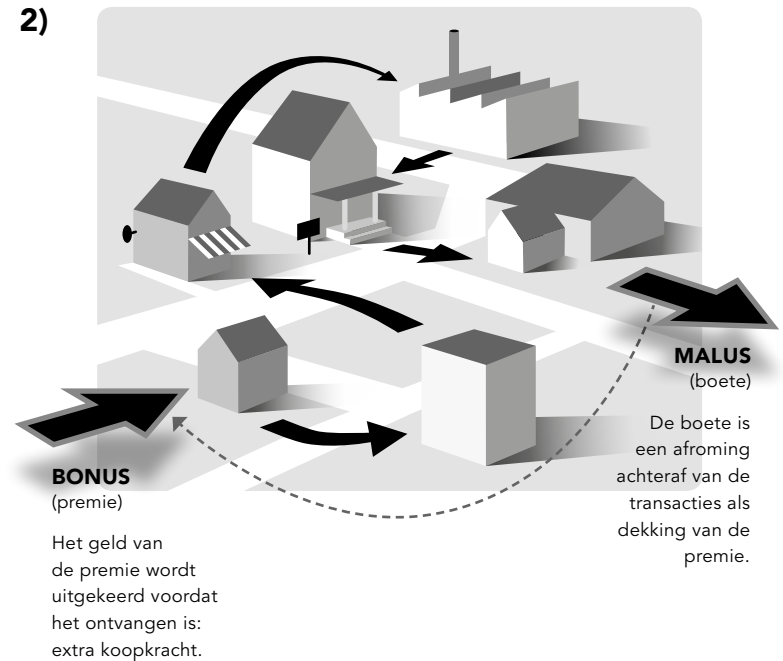 2)
MALUS
(boete)
De boete is
een afroming
achteraf van de
transacties als
dekking van de
premie.
BONUS
(premie)
Het geld van
de premie wordt
uitgekeerd voordat
het ontvangen is:
extra koopkracht.